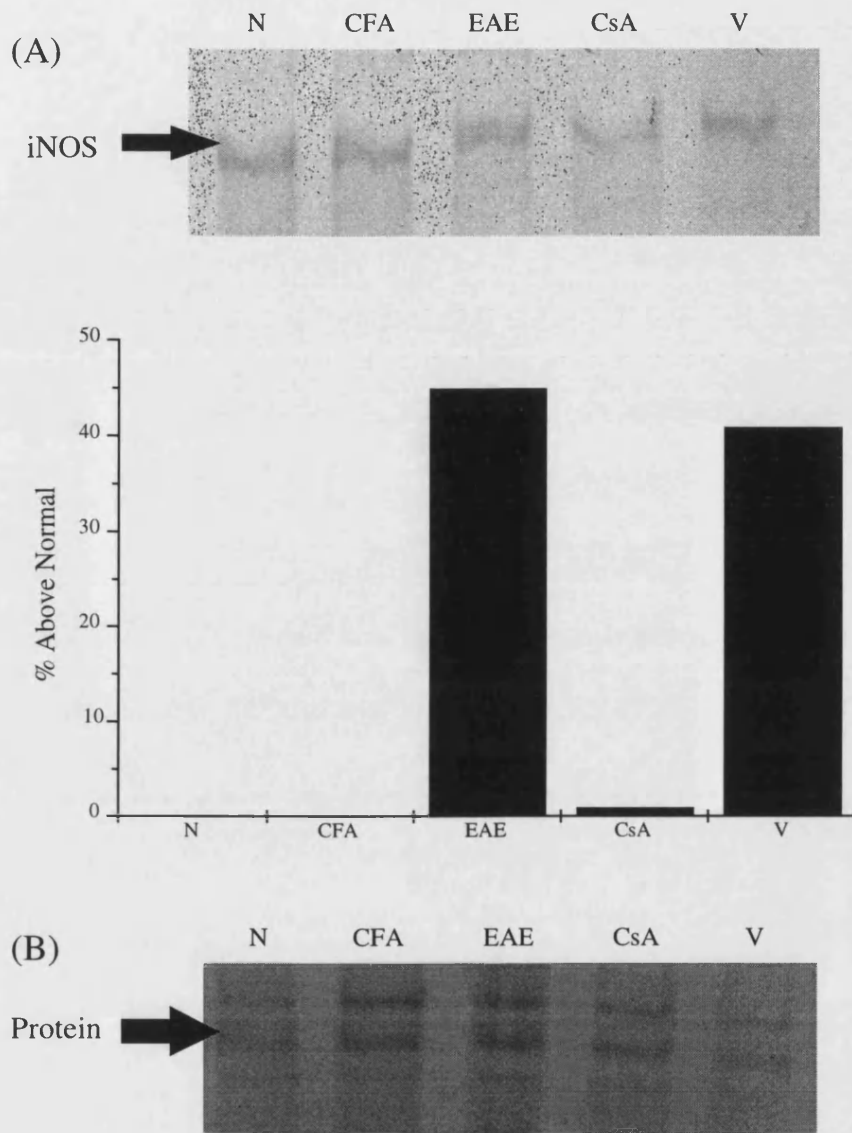 N CFA EAE CsA V
(A)
iNOS
50
40
30
20
10
0
% Above Normal
N CFA EAE CsA V
N CFA EAE CsA V
(B)
Protein